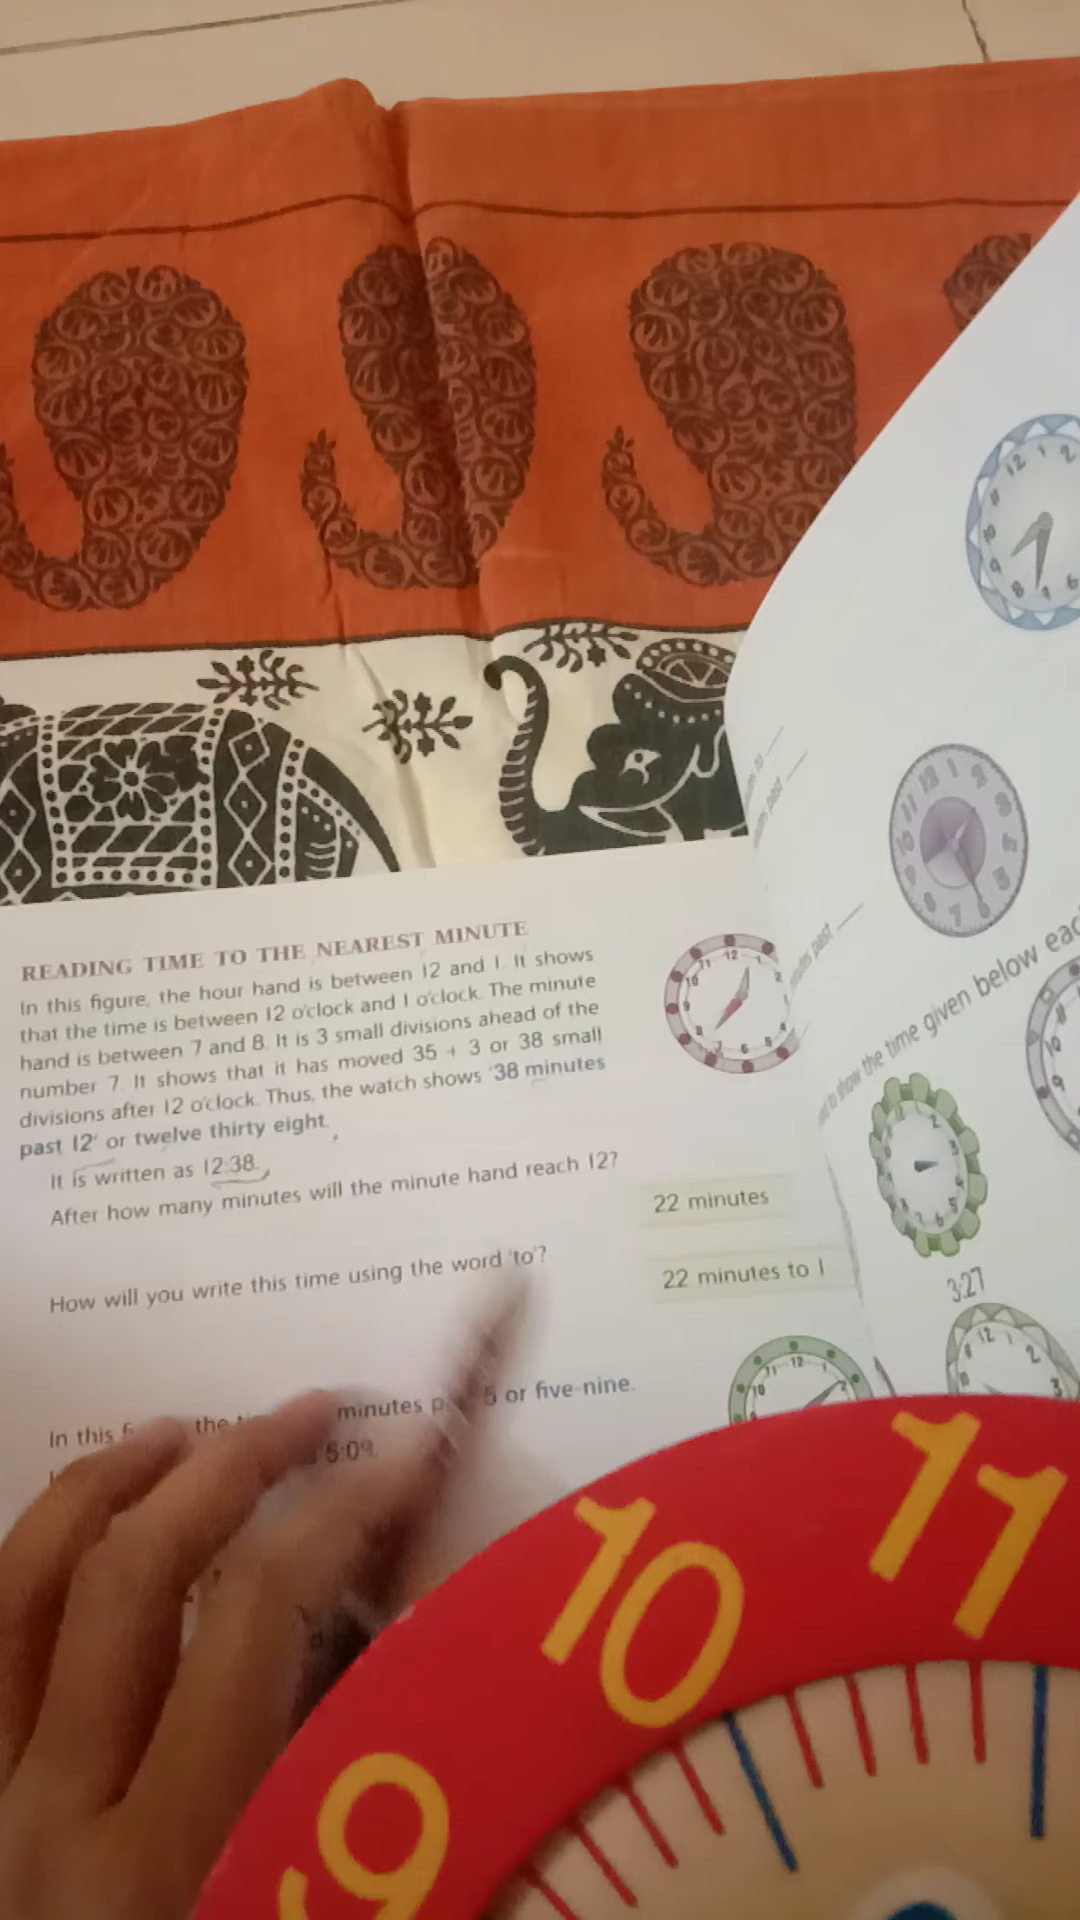 READING TIME TO THE NEAREST MINUTE
In this figure, the hour hand is between 12 and 1. It shows
that the time is between 12 o'clock and 1 o'clock. The minute
hand is between 7 and 8. It is 3 small divisions ahead of the
number 7. It shows that it has moved 35 + 3 or 38 small
divisions after 12 o'clock. Thus, the watch shows '38 minutes
past 12' or twelve thirty eight.
It is written as 12:38.
After how many minutes will the minute hand reach 12?
22 minutes
How will you write this time using the word 'to'?
22 minutes to 1
In this the minutes 5 or five-nine.
5:09
minutes past
to show the time given below
3:27
9
10
11